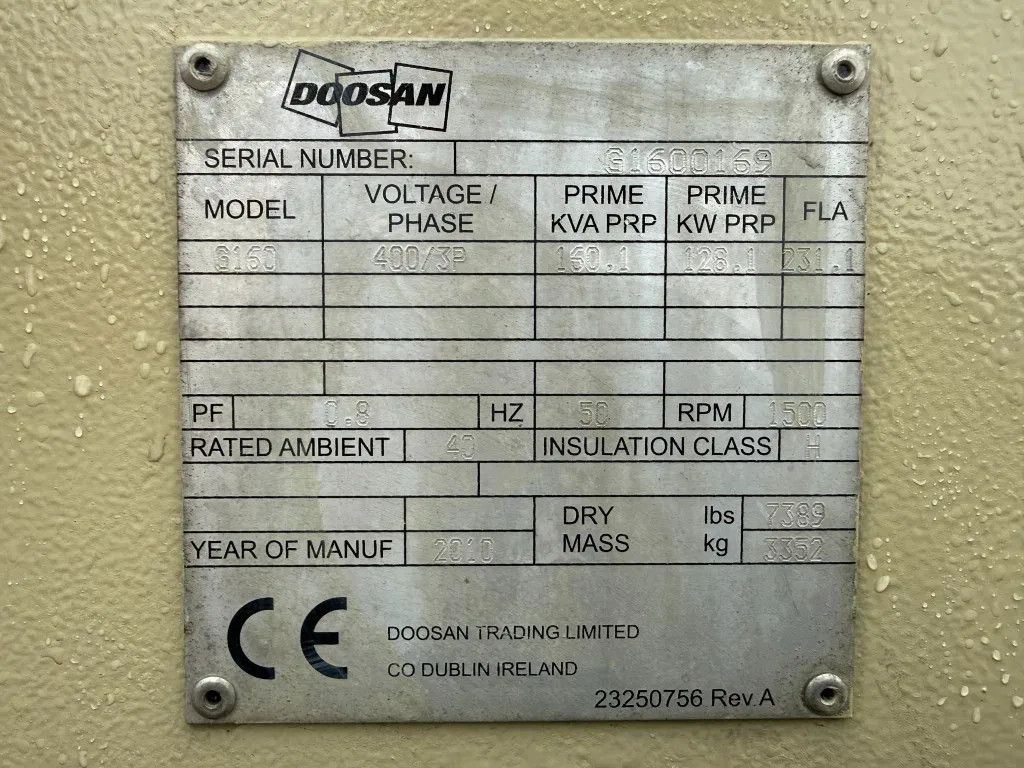 DOOSAN
SERIAL NUMBER: G1600169
MODEL VOLTAGE / PHASE PRIME KVA PRP PRIME KW PRP FLA
G160 400/3P 160.1 128.1 231.1
PF 0.8 HZ 50 RPM 1500
RATED AMBIENT 40 INSULATION CLASS H
DRY MASS lbs 7389
YEAR OF MANUF 2010 kg 3352
CE
DOOSAN TRADING LIMITED
CO DUBLIN IRELAND
23250756 Rev.A